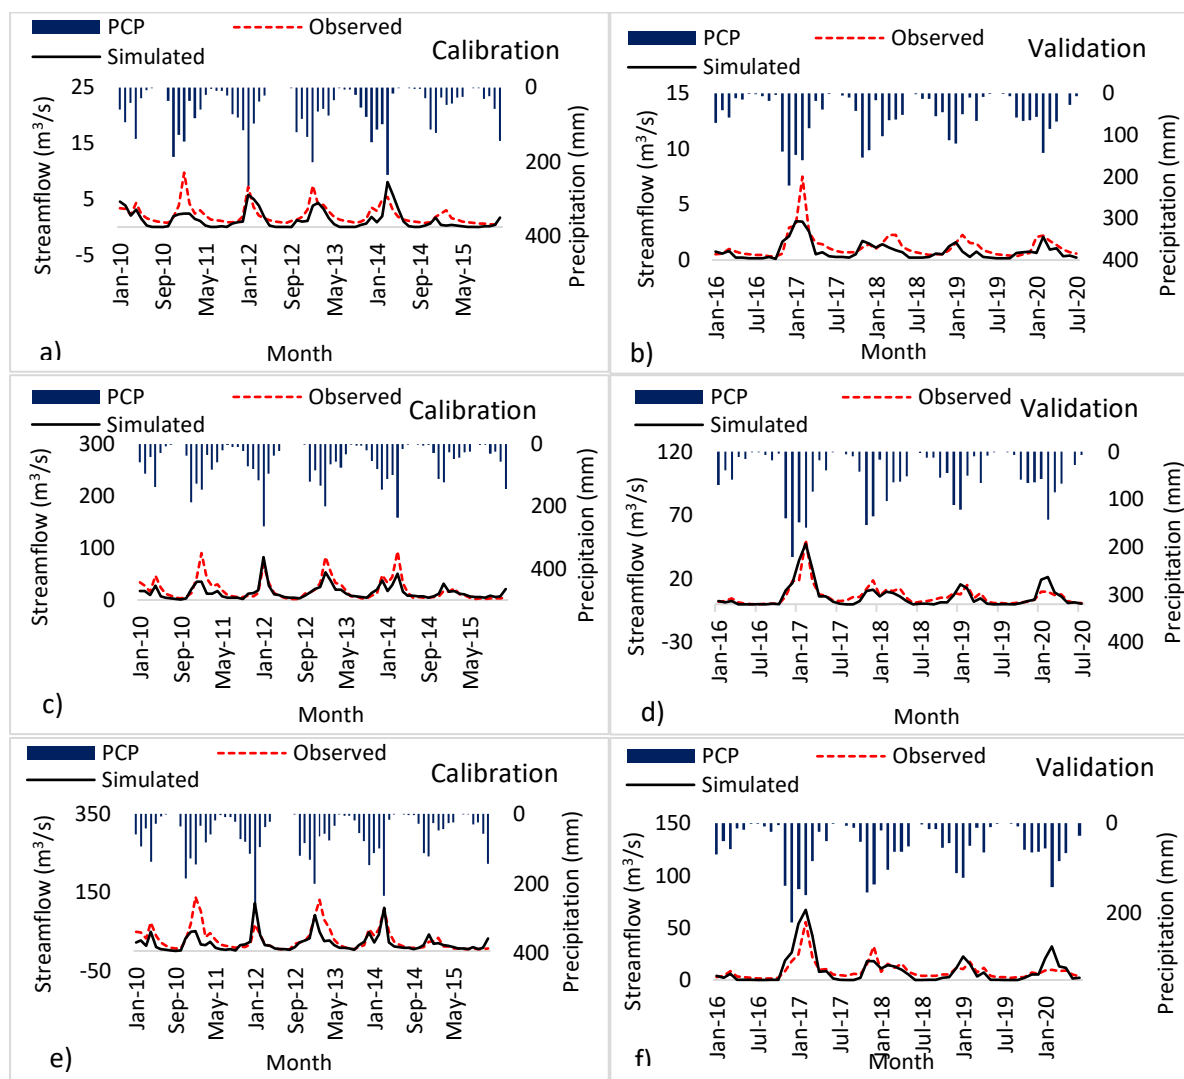 PCP
Observed
Simulated
Calibration
Streamflow (m³/s)
25
15
5
-5
0
200
400
Precipitation (mm)
Jan-10
Sep-10
May-11
Jan-12
Sep-12
May-13
Jan-14
Sep-14
May-15
a)
Month
PCP
Observed
Simulated
Validation
Streamflow (m³/s)
15
10
5
0
0
100
200
300
400
Precipitation (mm)
Jan-16
Jul-16
Jan-17
Jul-17
Jan-18
Jul-18
Jan-19
Jul-19
Jan-20
Jul-20
b)
Month
PCP
Observed
Simulated
Calibration
Streamflow (m³/s)
300
200
100
0
0
200
400
Precipitaion (mm)
Jan-10
Sep-10
May-11
Jan-12
Sep-12
May-13
Jan-14
Sep-14
May-15
c)
Month
PCP
Observed
Simulated
Validation
Streamflow (m³/s)
120
70
20
-30
0
100
200
300
400
Precipitation (mm)
Jan-16
Jul-16
Jan-17
Jul-17
Jan-18
Jul-18
Jan-19
Jul-19
Jan-20
Jul-20
d)
Month
PCP
Observed
Simulated
Calibration
Streamflow (m³/s)
350
150
-50
0
200
400
Precipitation (mm)
Jan-10
Sep-10
May-11
Jan-12
Sep-12
May-13
Jan-14
Sep-14
May-15
e)
Month
PCP
Observed
Simulated
Validation
Streamflow (m³/s)
150
100
50
0
0
200
Precipitation (mm)
Jan-16
Jul-16
Jan-17
Jul-17
Jan-18
Jul-18
Jan-19
Jul-19
Jan-20
f)
Month